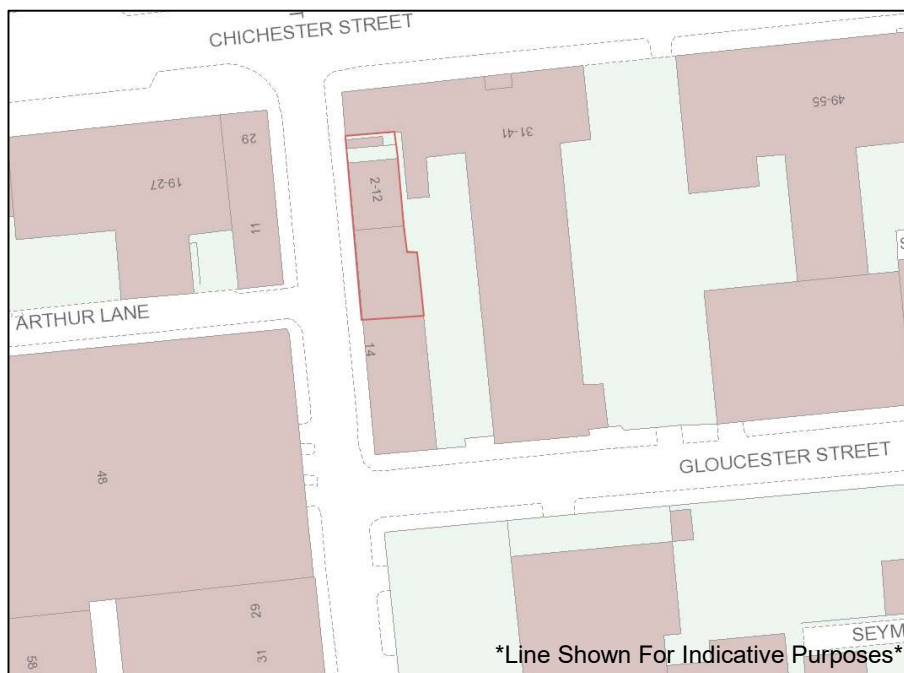 CHICHESTER STREET
49-55
31-41
29
19-27
2-12
11
ARTHUR LANE
14
GLOUCESTER STREET
48
29
31
58
SEYM
*Line Shown For Indicative Purposes*